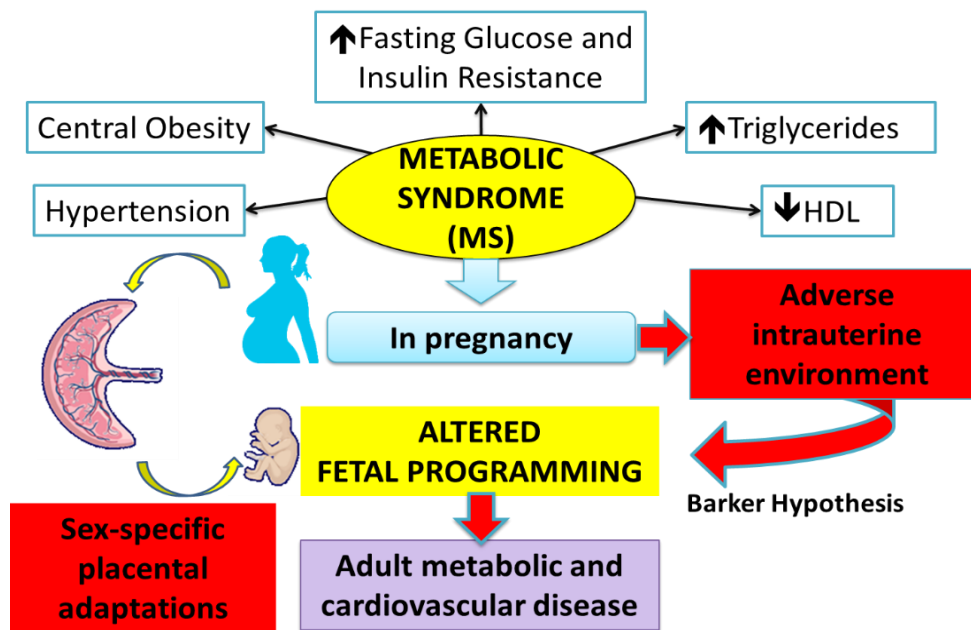 ↑Fasting Glucose and
Insulin Resistance
Central Obesity
↑Triglycerides
METABOLIC
SYNDROME
(MS)
Hypertension
↓HDL
In pregnancy
Adverse
intrauterine
environment
ALTERED
FETAL PROGRAMMING
Barker Hypothesis
Sex-specific
placental
adaptations
Adult metabolic and
cardiovascular disease